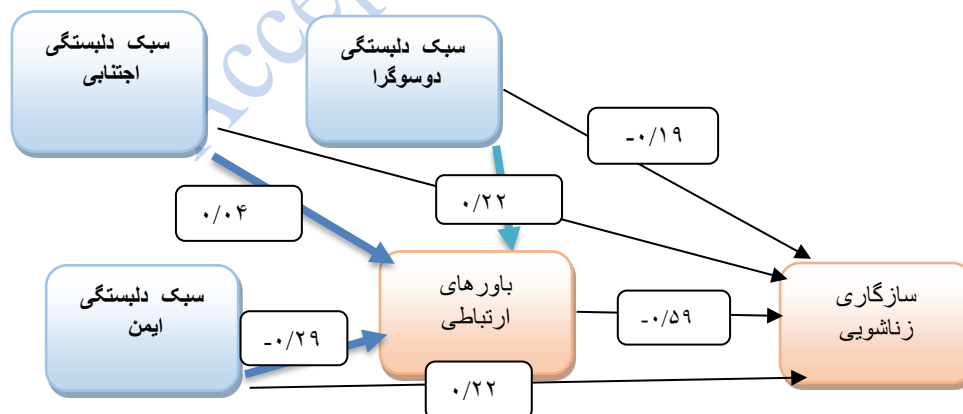 سبک دلبستگی
اجتنابی
سبک دلبستگی
دوسوگرا
-۰/۱۹
۰/۲۲
۰/۰۴
سبک دلبستگی
ایمن
باورهای
ارتباطی
سازگاری
زناشویی
-۰/۲۹
-۰/۵۹
۰/۲۲